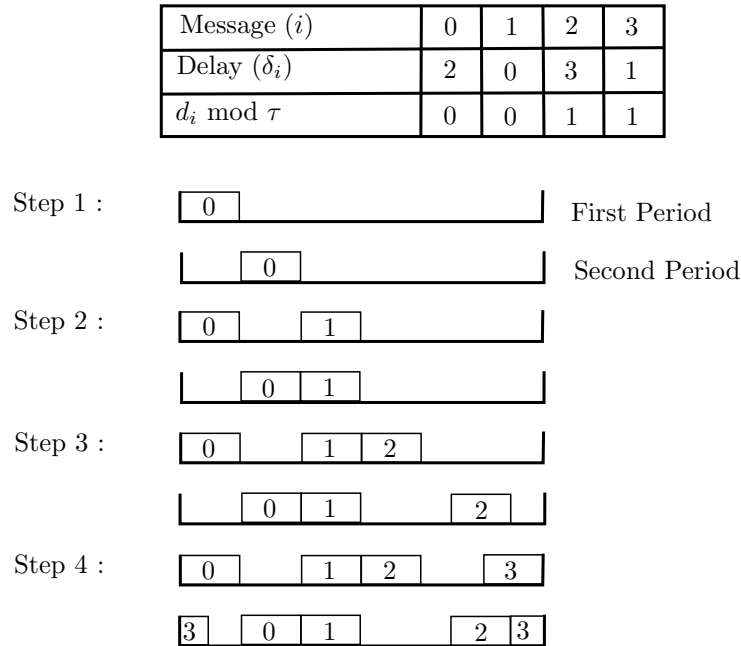 Message (i) 0 1 2 3
Delay (δi) 2 0 3 1
di mod τ 0 0 1 1
Step 1 : 0 First Period
0 Second Period
Step 2 : 0 1
0 1
Step 3 : 0 1 2
0 1 2
Step 4 : 0 1 2 3
3 0 1 2 3